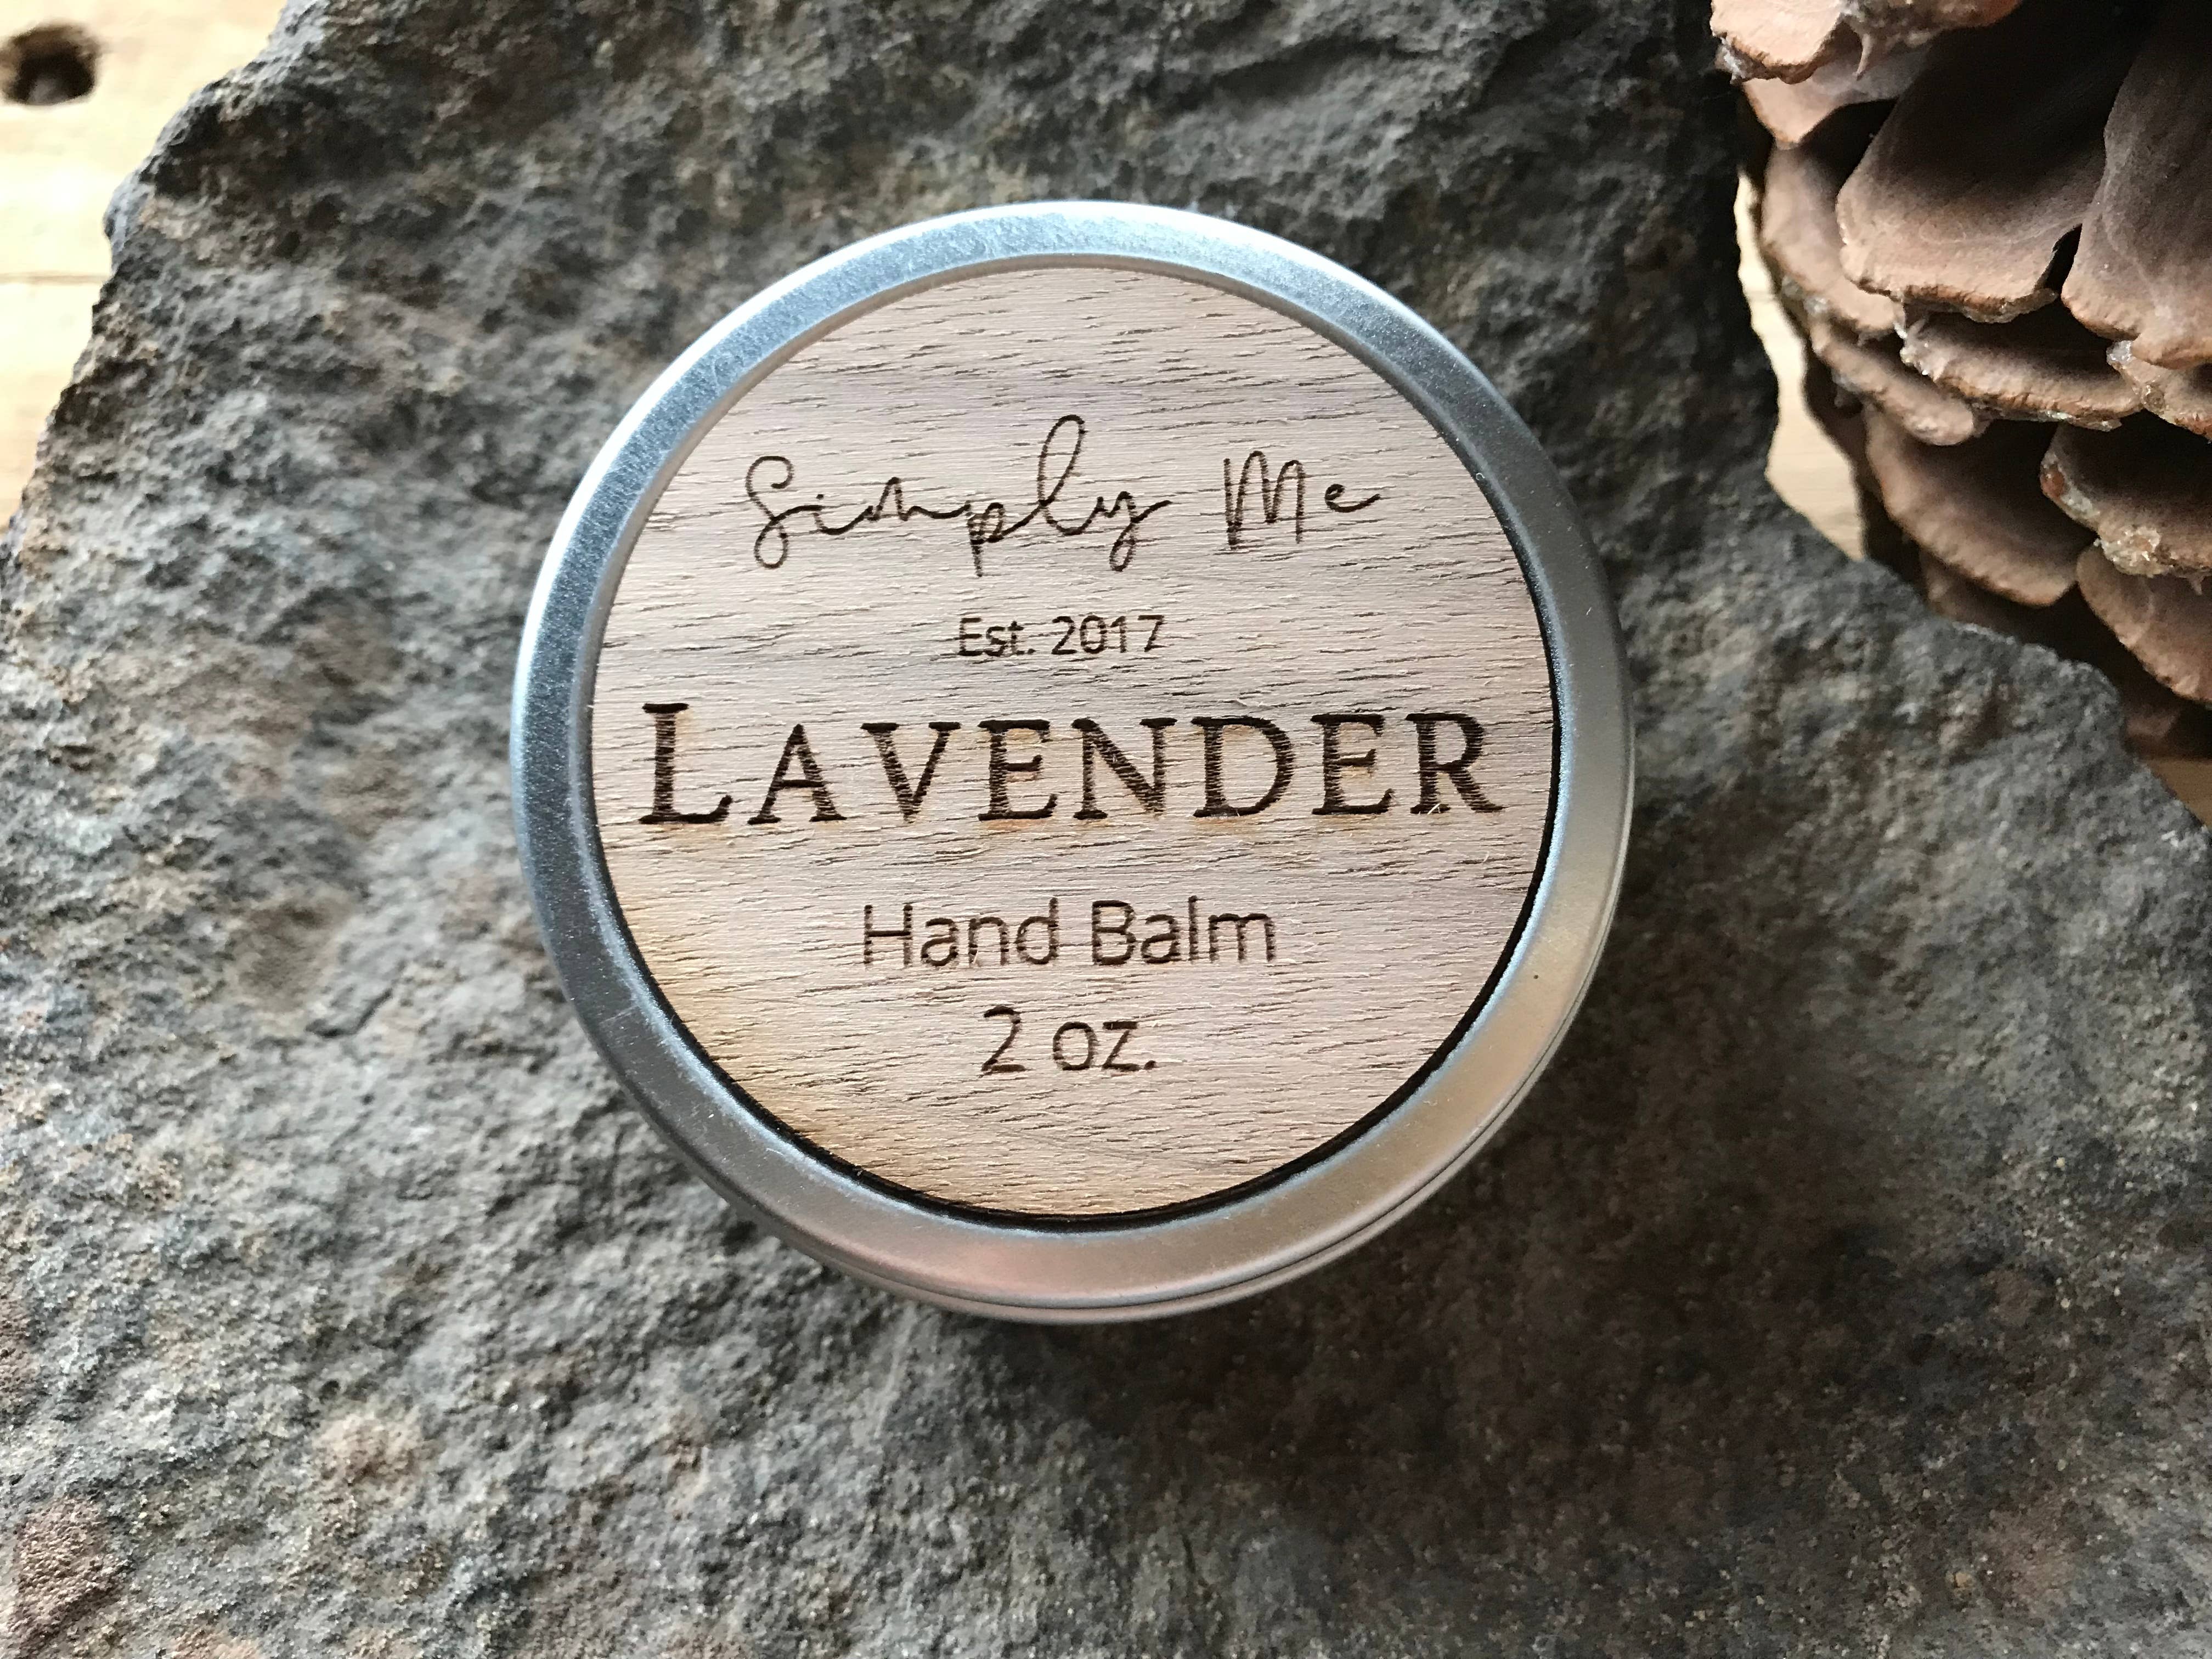 Simply Me
Est. 2017
LAVENDER
Hand Balm
2 oz.